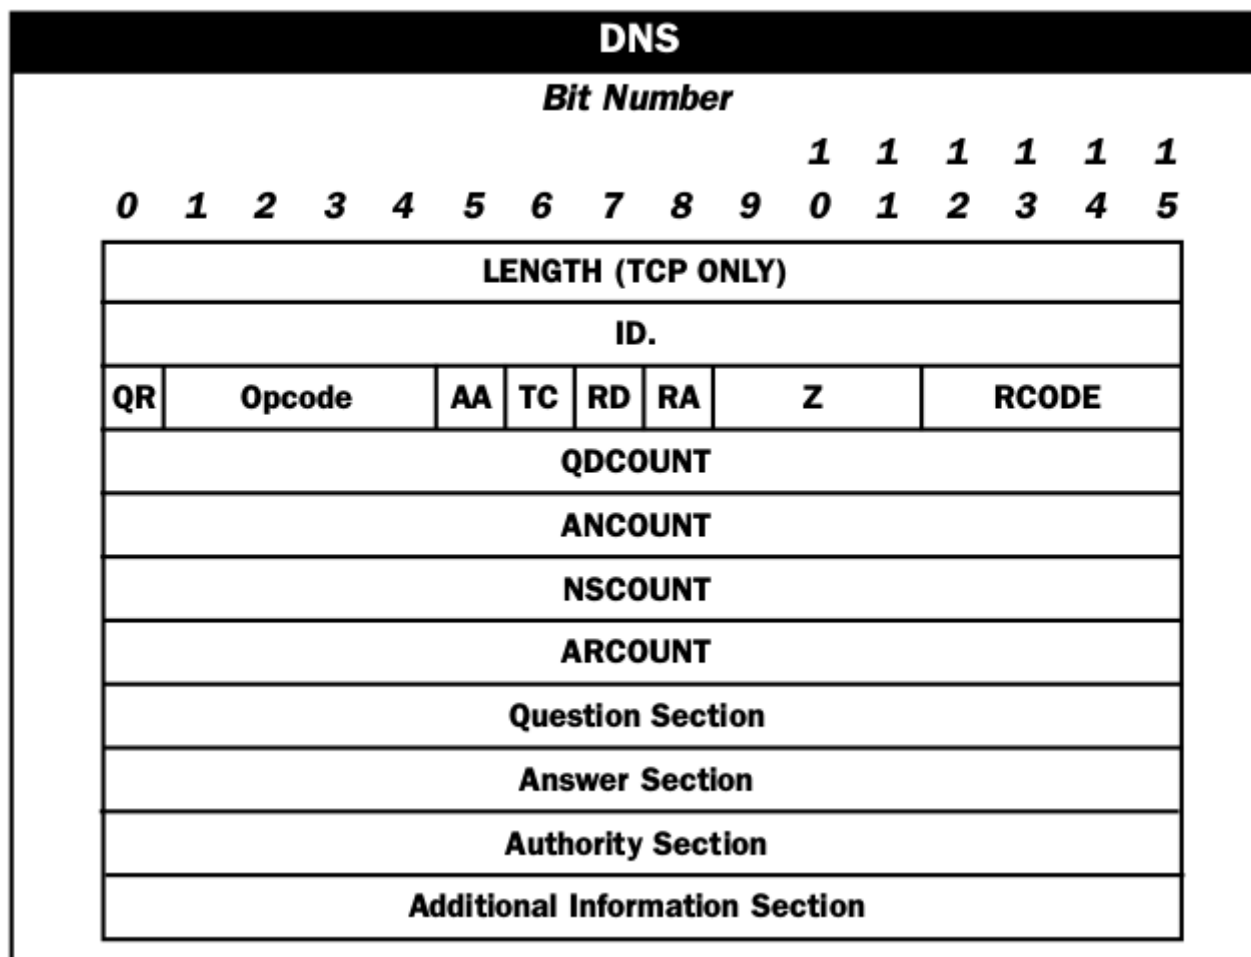 DNS
Bit Number
1 1 1 1 1 1
0 1 2 3 4 5 6 7 8 9 0 1 2 3 4 5
LENGTH (TCP ONLY)
ID.
QR Opcode AA TC RD RA Z RCODE
QDCOUNT
ANCOUNT
NSCOUNT
ARCOUNT
Question Section
Answer Section
Authority Section
Additional Information Section